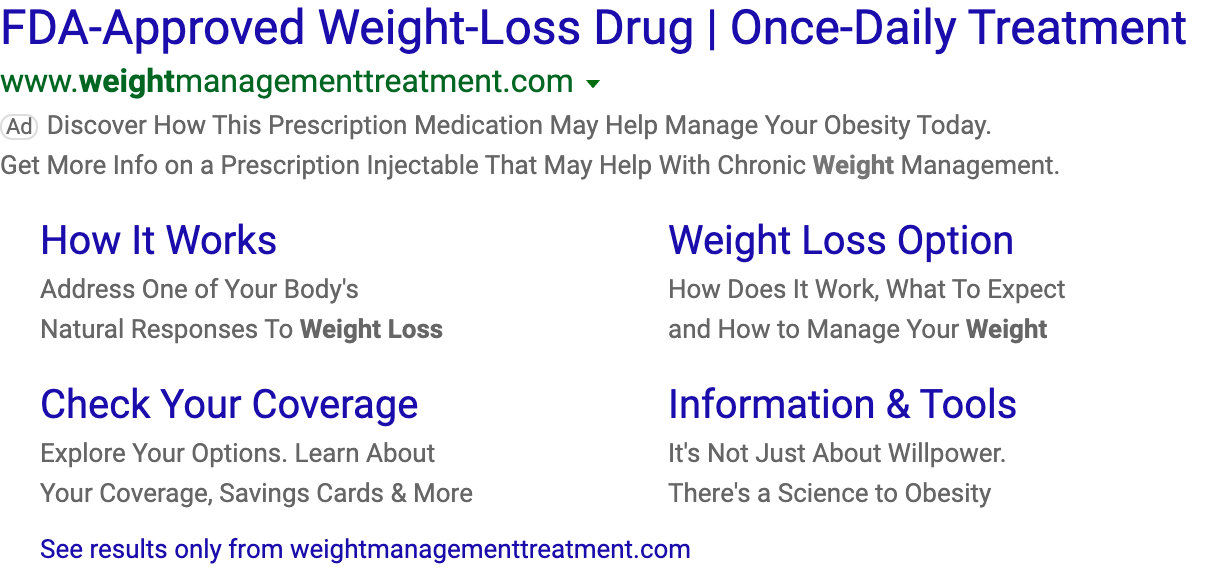 FDA-Approved Weight-Loss Drug | Once-Daily Treatment
www.weightmanagementtreatment.com
Ad Discover How This Prescription Medication May Help Manage Your Obesity Today.
Get More Info on a Prescription Injectable That May Help With Chronic Weight Management.
How It Works
Address One of Your Body's
Natural Responses To Weight Loss
Weight Loss Option
How Does It Work, What To Expect
and How to Manage Your Weight
Check Your Coverage
Explore Your Options. Learn About
Your Coverage, Savings Cards & More
Information & Tools
It's Not Just About Willpower.
There's a Science to Obesity
See results only from weightmanagementtreatment.com